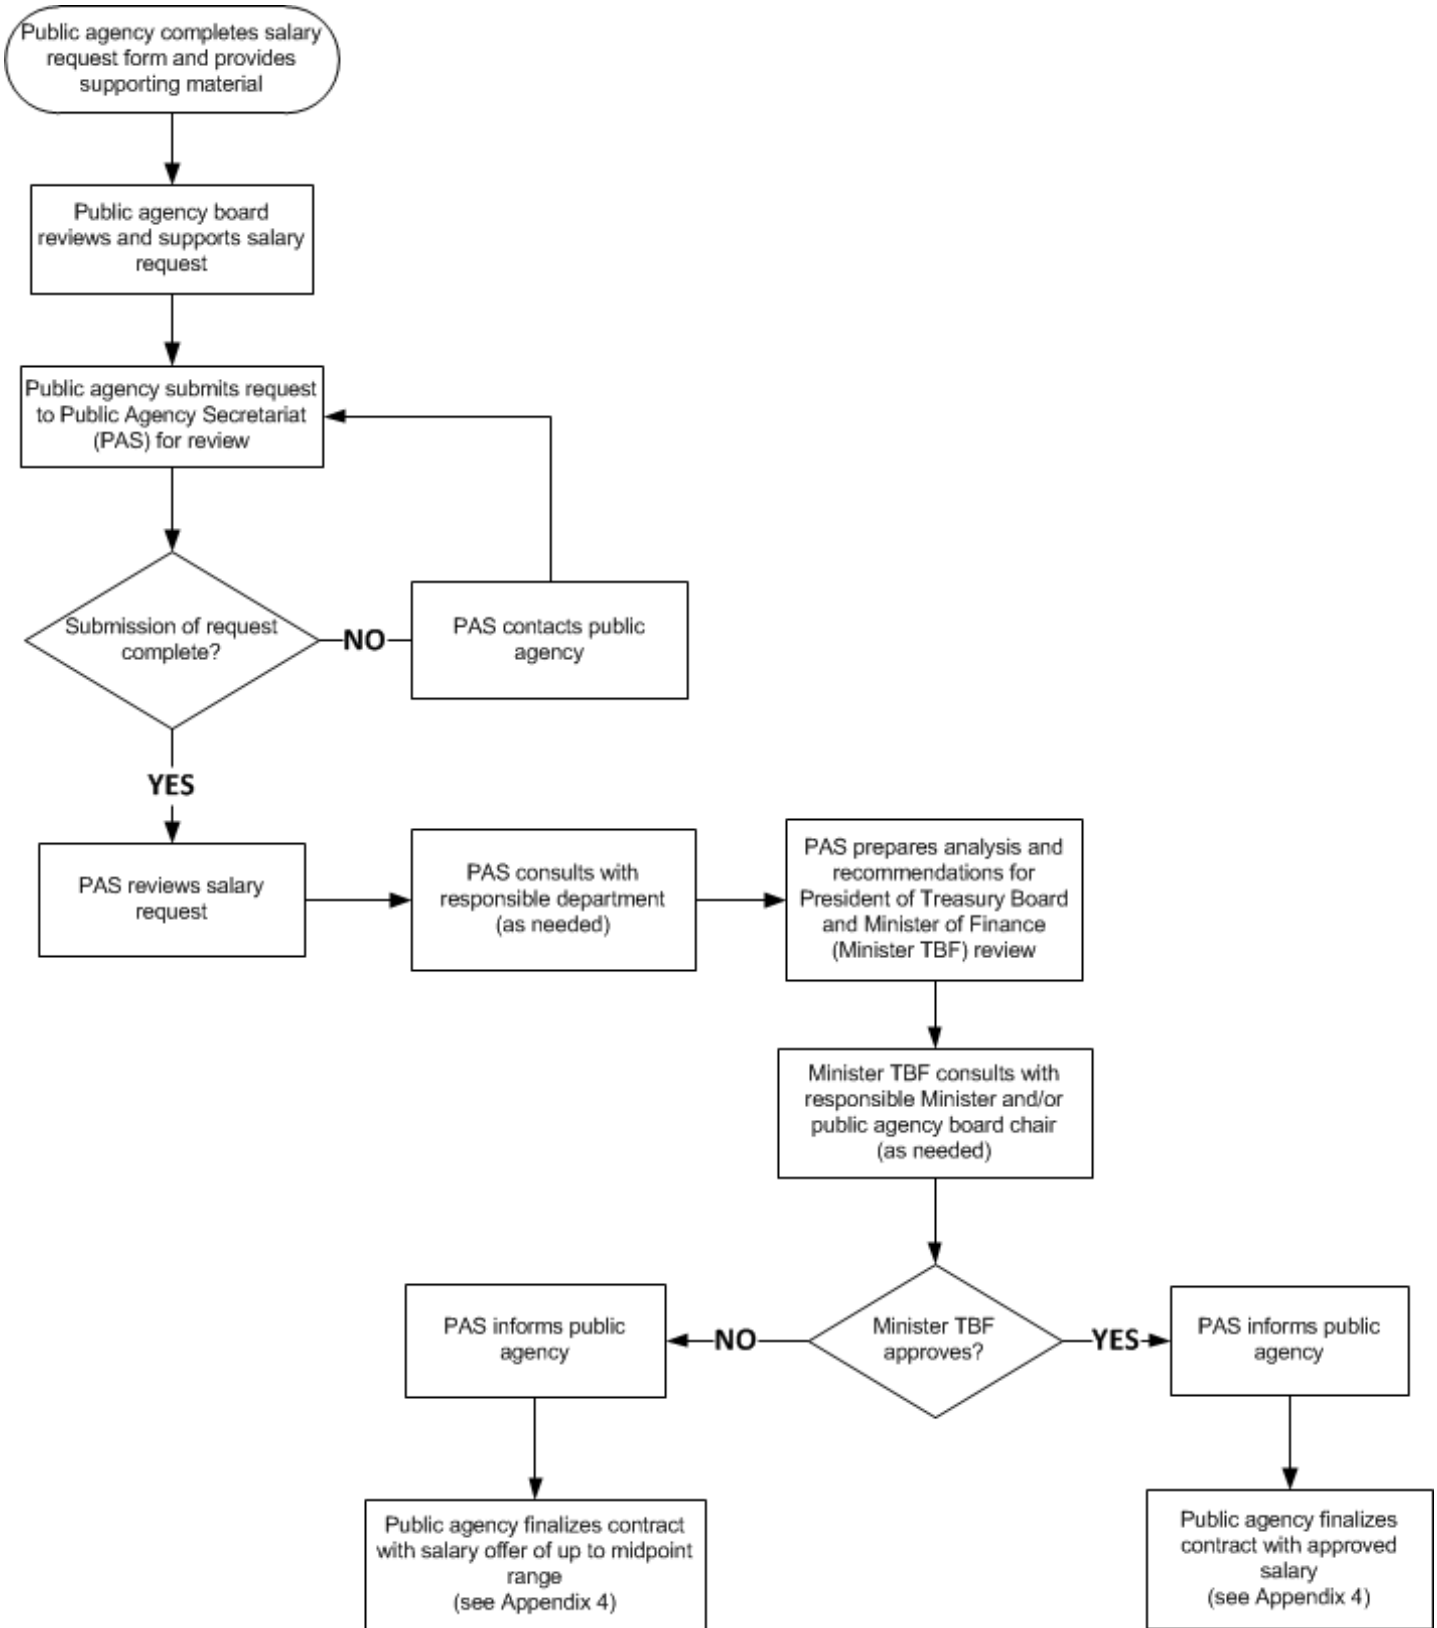 Public agency completes salary
request form and provides
supporting material
Public agency board
reviews and supports salary
request
Public agency submits request
to Public Agency Secretariat
(PAS) for review
Submission of request
complete?
NO
PAS contacts public
agency
YES
PAS reviews salary
request
PAS consults with
responsible department
(as needed)
PAS prepares analysis and
recommendations for
President of Treasury Board
and Minister of Finance
(Minister TBF) review
Minister TBF consults with
responsible Minister and/or
public agency board chair
(as needed)
Minister TBF
approves?
NO
PAS informs public
agency
YES
PAS informs public
agency
Public agency finalizes contract
with salary offer of up to midpoint
range
(see Appendix 4)
Public agency finalizes
contract with approved
salary
(see Appendix 4)